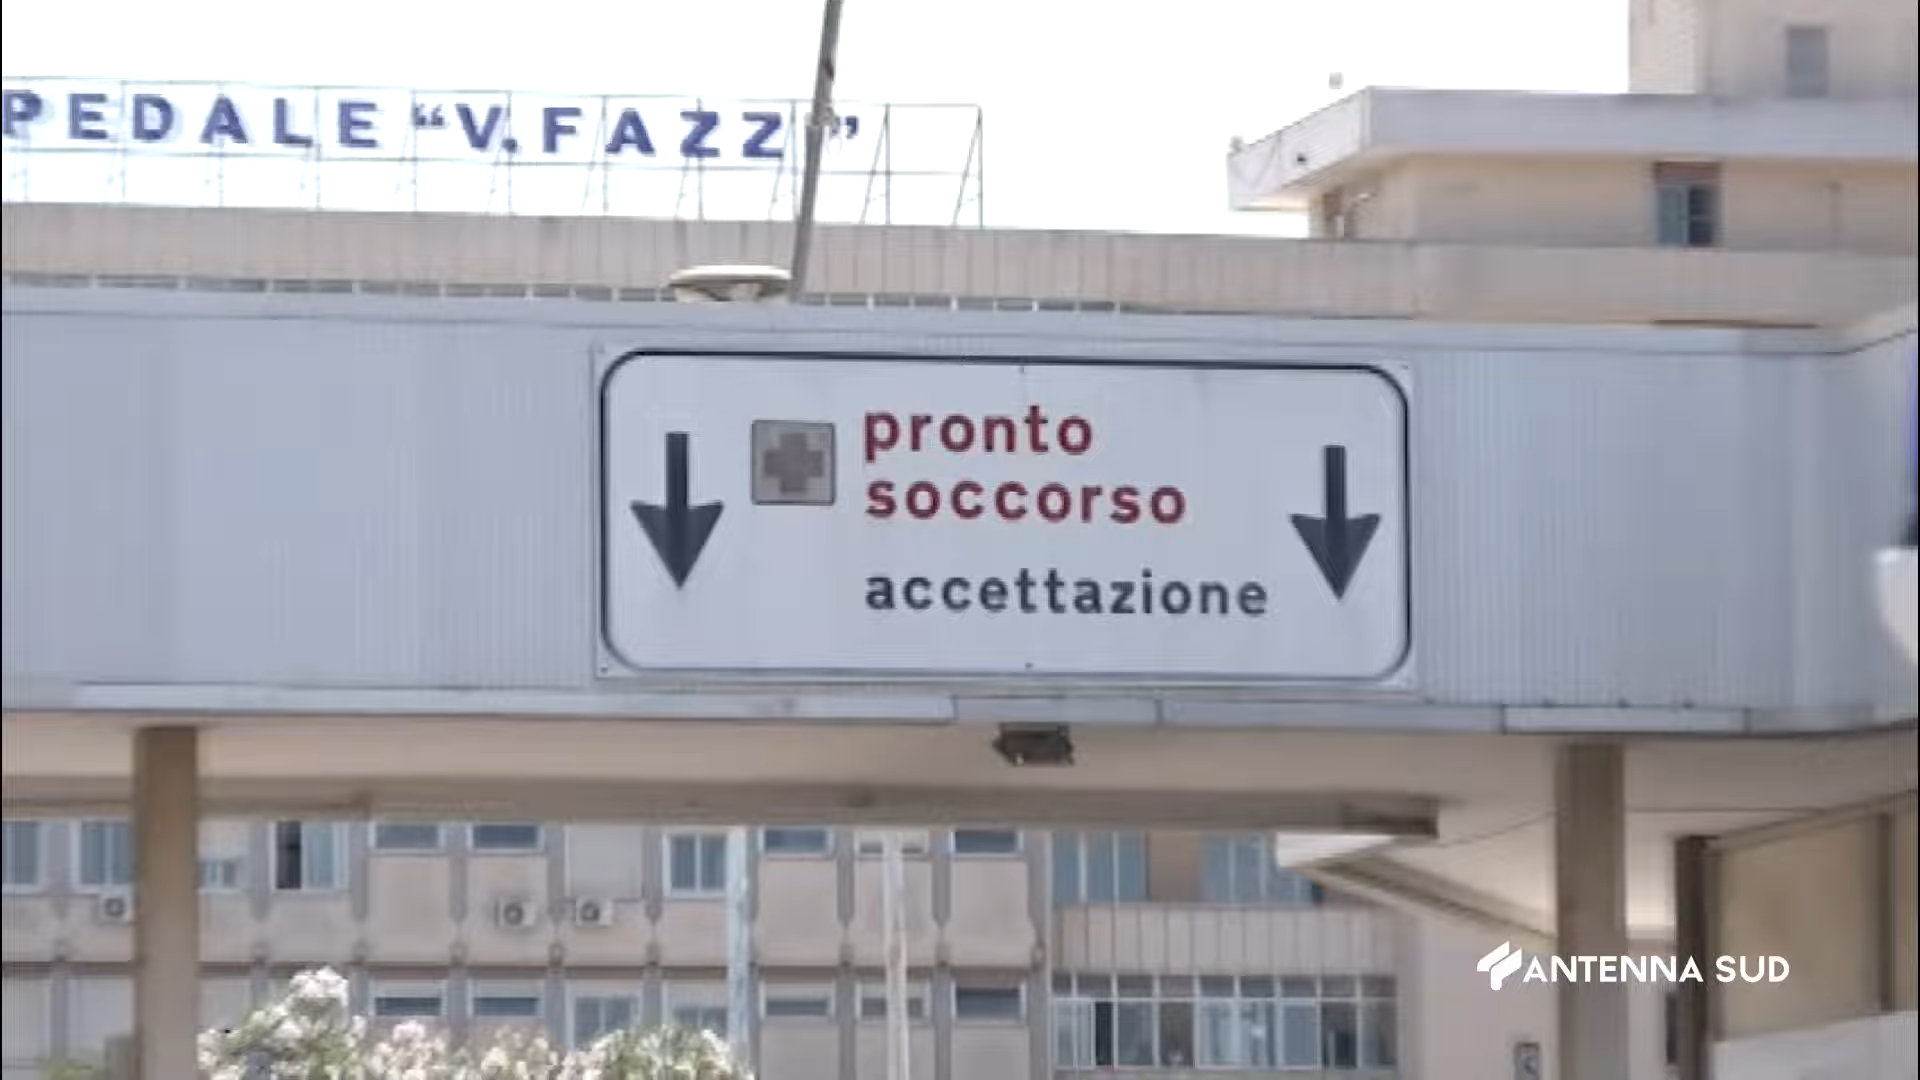 PEDALE “V. FAZZ ”
pronto
soccorso
accettazione
ANTENNA SUD